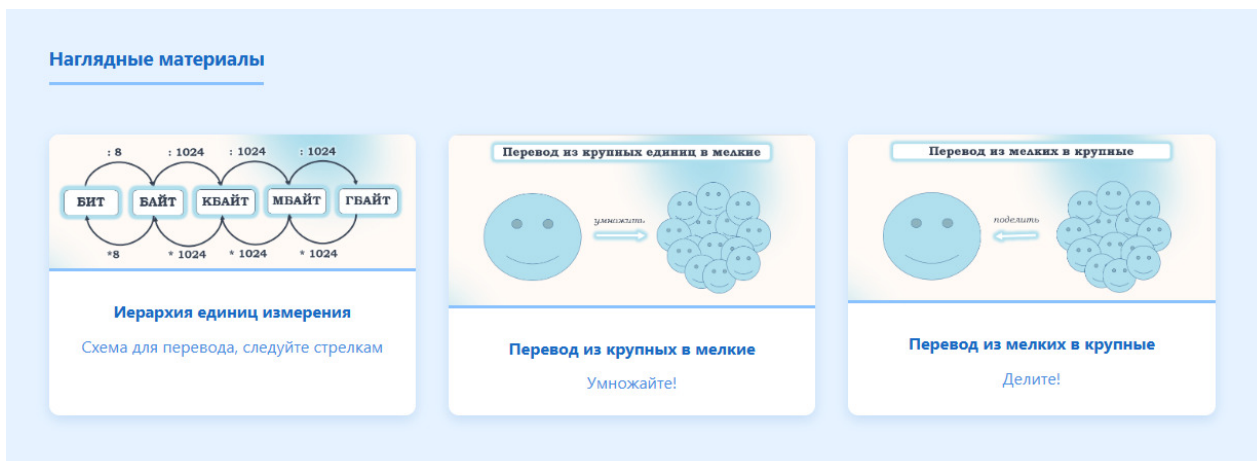 Наглядные материалы
: 8 : 1024 : 1024 : 1024
БИТ БАЙТ КБАЙТ МБАЙТ ГБАЙТ
*8 * 1024 * 1024 * 1024
Иерархия единиц измерения
Схема для перевода, следуйте стрелкам
Перевод из крупных единиц в мелкие
умножить
Перевод из крупных в мелкие
Умножайте!
Перевод из мелких в крупные
поделить
Перевод из мелких в крупные
Делите!